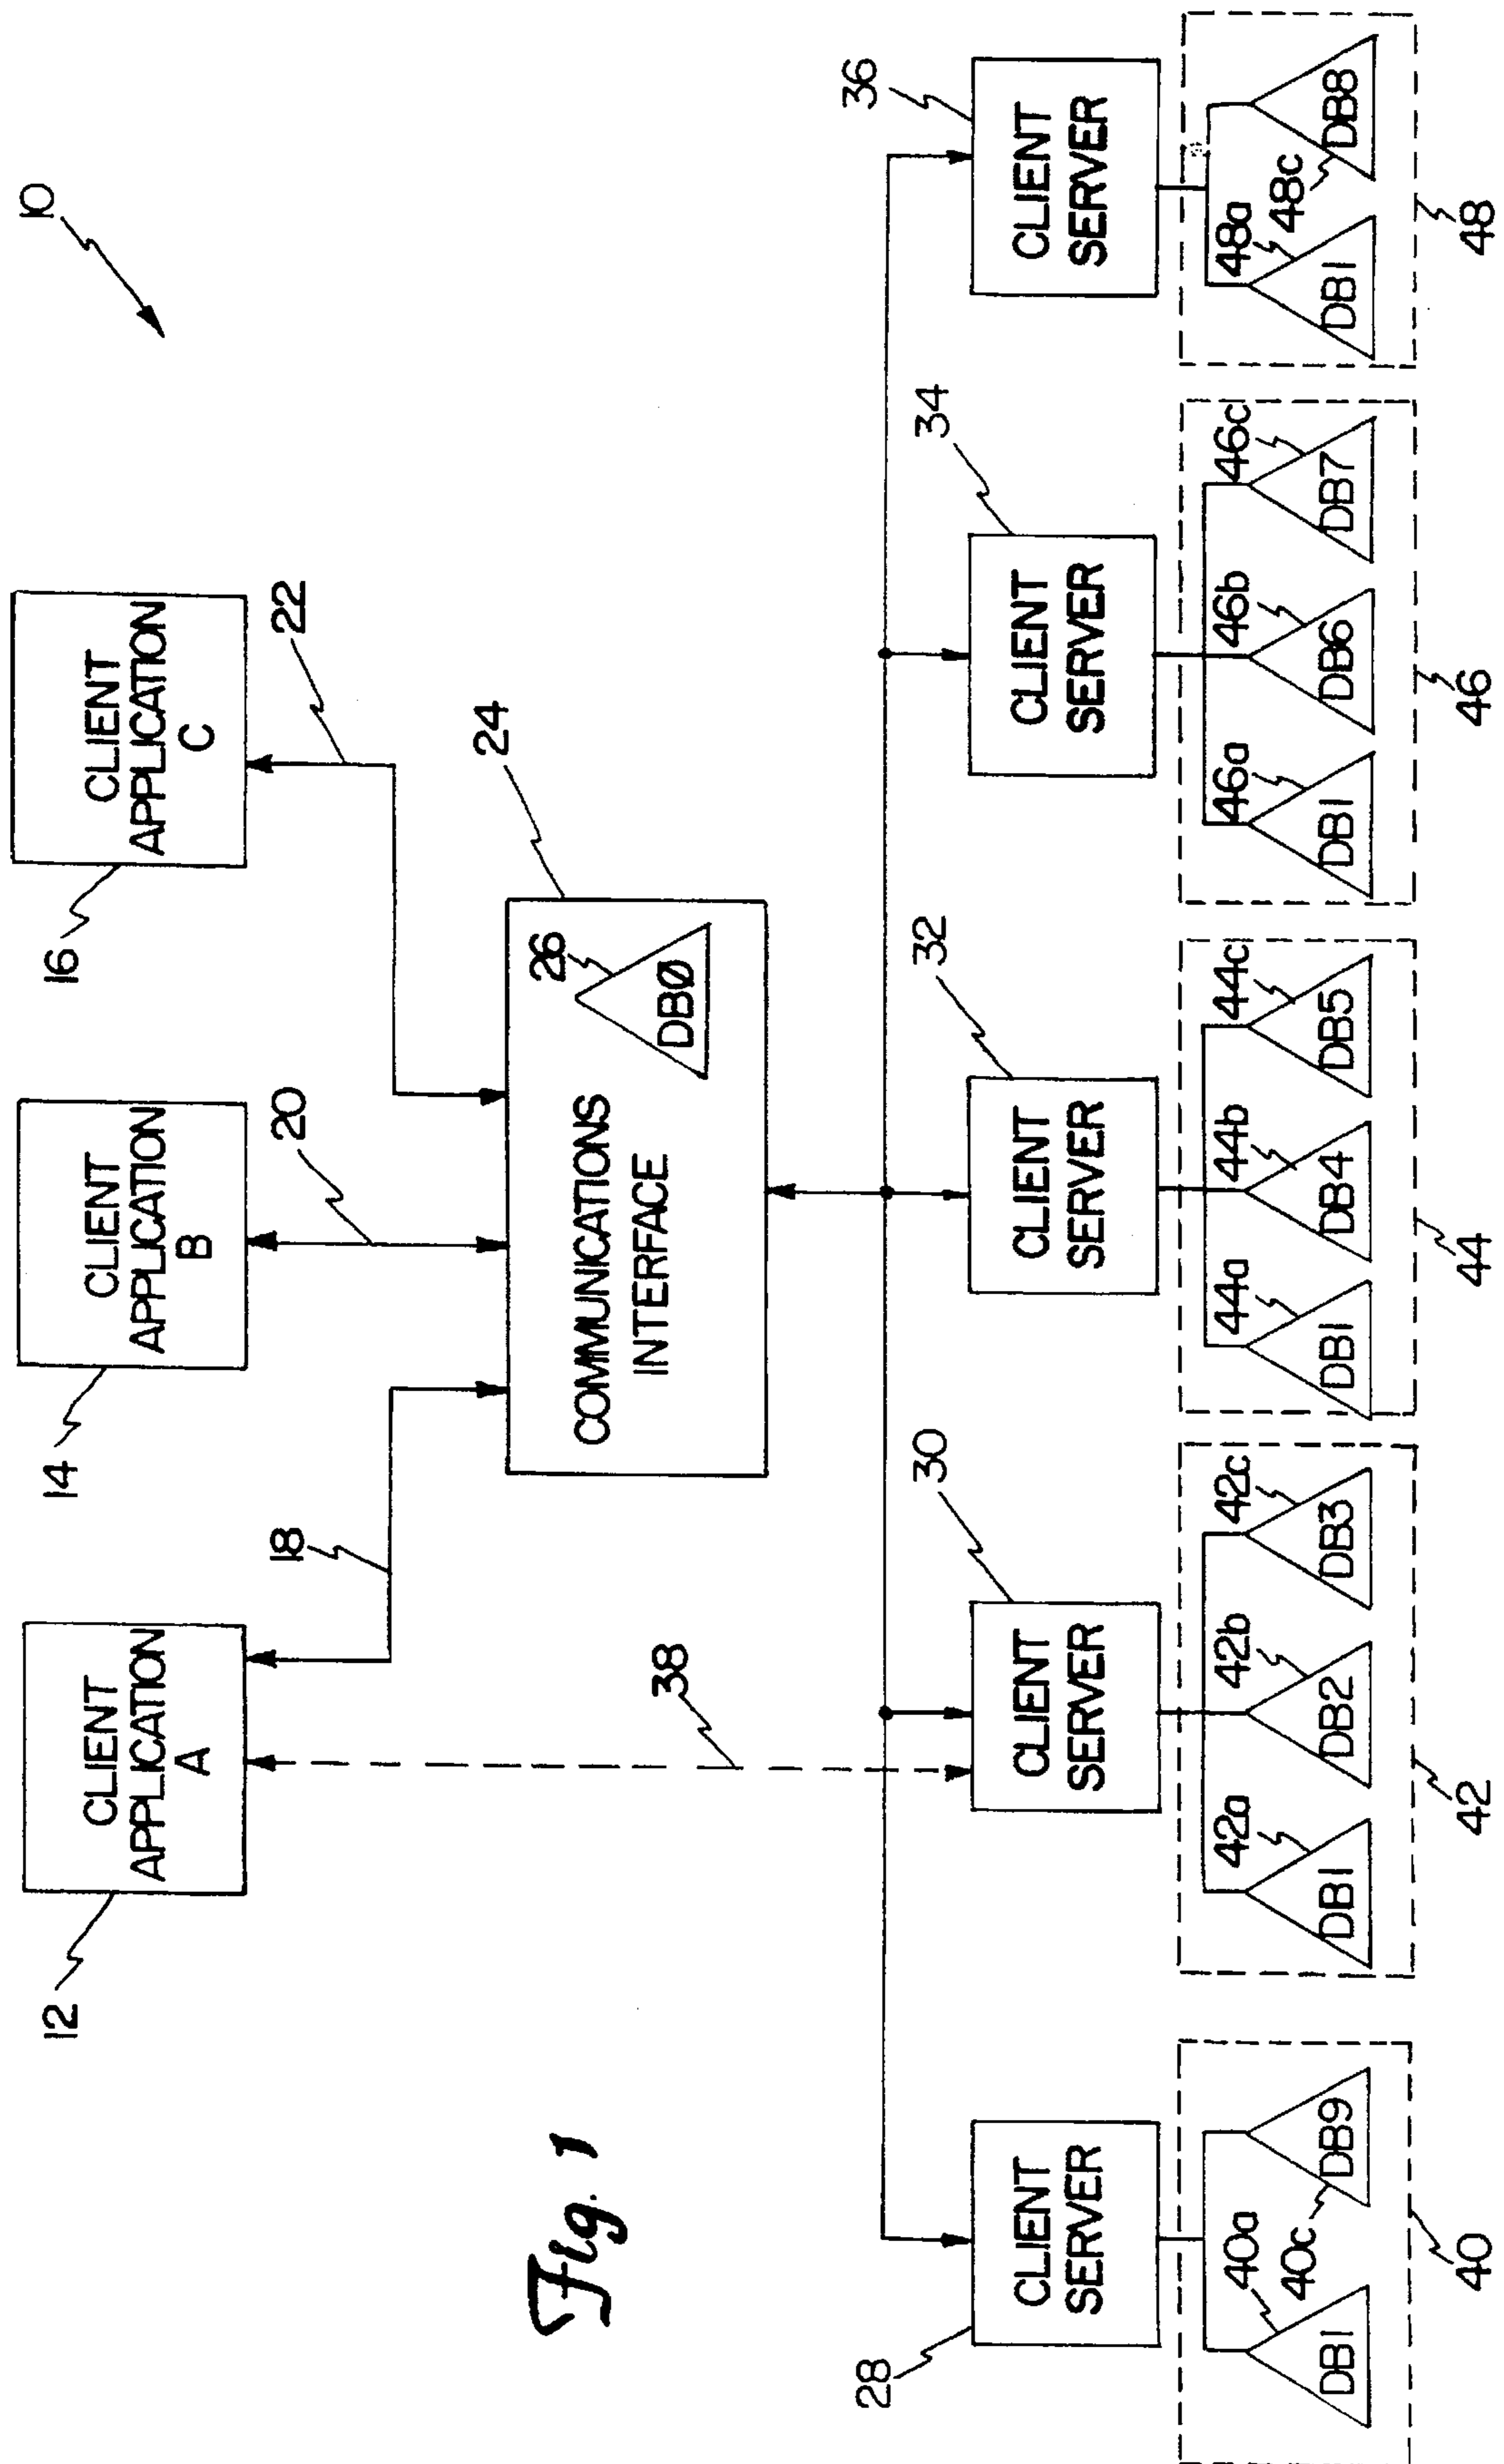 10
CLIENT
APPLICATION
A
12
CLIENT
APPLICATION
B
14
CLIENT
APPLICATION
C
16
18
20
22
24
COMMUNICATIONS
INTERFACE
26
DBØ
38
Fig. 1
CLIENT
SERVER
28
CLIENT
SERVER
30
CLIENT
SERVER
32
CLIENT
SERVER
34
CLIENT
SERVER
36
40a
DB1
40c
DB9
40
42a
DB1
42b
DB2
42c
DB3
42
44a
DB1
44b
DB4
44c
DB5
44
46a
DB1
46b
DB6
46c
DB7
46
48a
DB1
48c
DB8
48